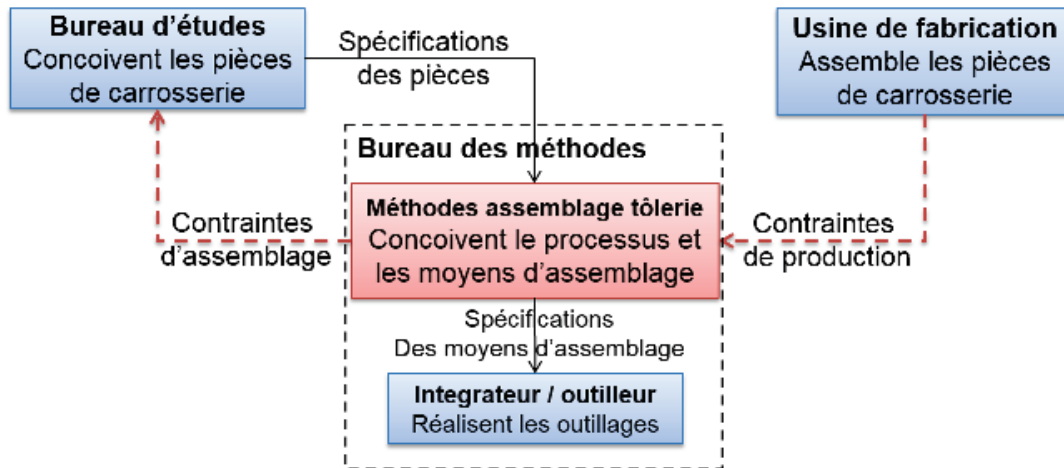 Bureau d'études
Concoivent les pièces
de carrosserie
Spécifications
des pièces
Usine de fabrication
Assemble les pièces
de carrosserie
Bureau des méthodes
Méthodes assemblage tôlerie
Concoivent le processus et
les moyens d'assemblage
Contraintes
d'assemblage
Contraintes
de production
Spécifications
Des moyens d'assemblage
Integrateur / outilleur
Réalisent les outillages